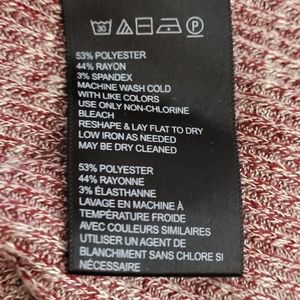 30
P
53% POLYESTER
44% RAYON
3% SPANDEX
MACHINE WASH COLD
WITH LIKE COLORS
USE ONLY NON-CHLORINE
BLEACH
RESHAPE & LAY FLAT TO DRY
LOW IRON AS NEEDED
MAY BE DRY CLEANED
53% POLYESTER
44% RAYONNE
3% ÉLASTHANNE
LAVAGE EN MACHINE À
TEMPÉRATURE FROIDE
AVEC COULEURS SIMILAIRES
UTILISER UN AGENT DE
BLANCHIMENT SANS CHLORE SI
NÉCESSAIRE